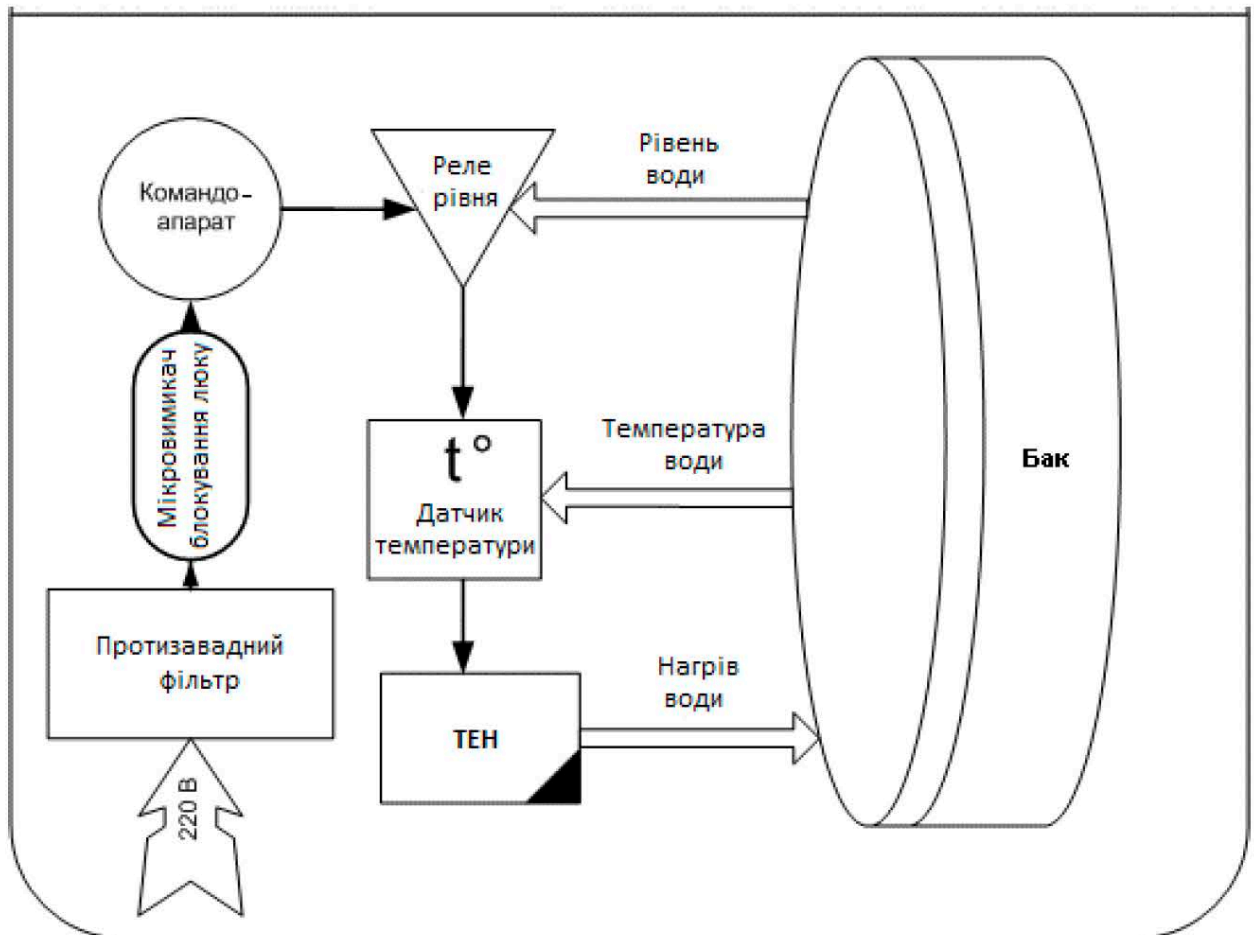 Командо-
апарат
Реле
рівня
Рівень
води
Мікровимикач
блокування люку
t°
Датчик
температури
Температура
води
Бак
Протизавадний
фільтр
ТЕН
Нагрів
води
220 В